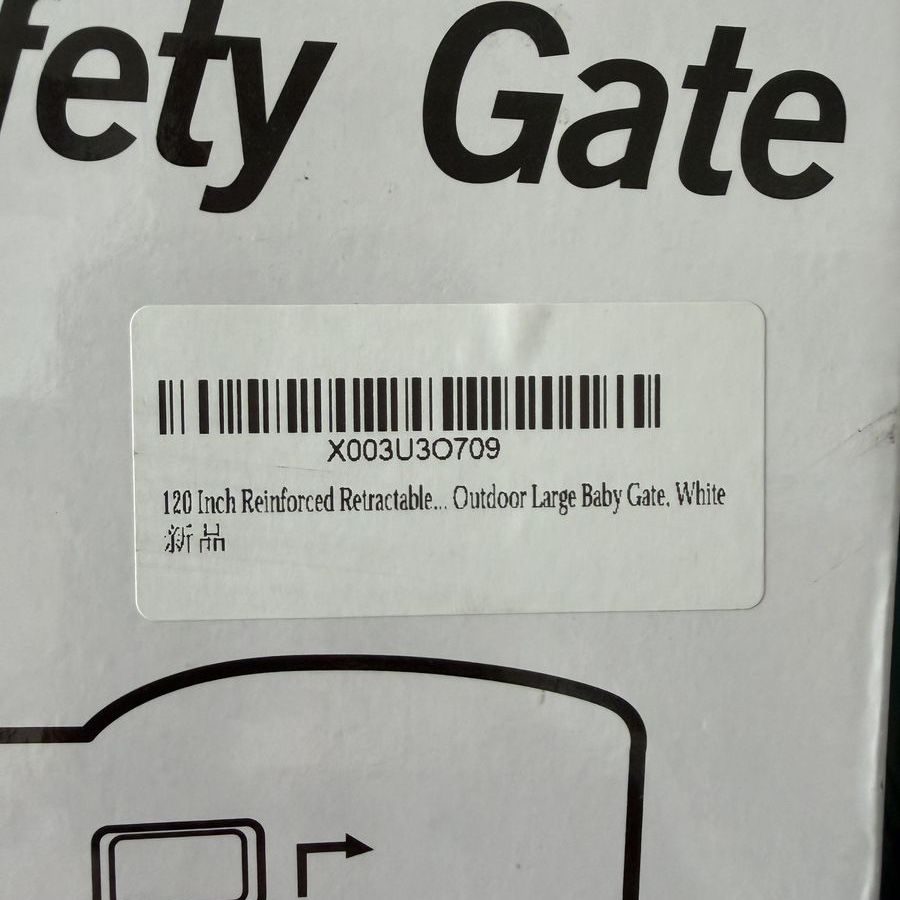 fety Gate
X003U3O709
120 Inch Reinforced Retractable... Outdoor Large Baby Gate, White
新品